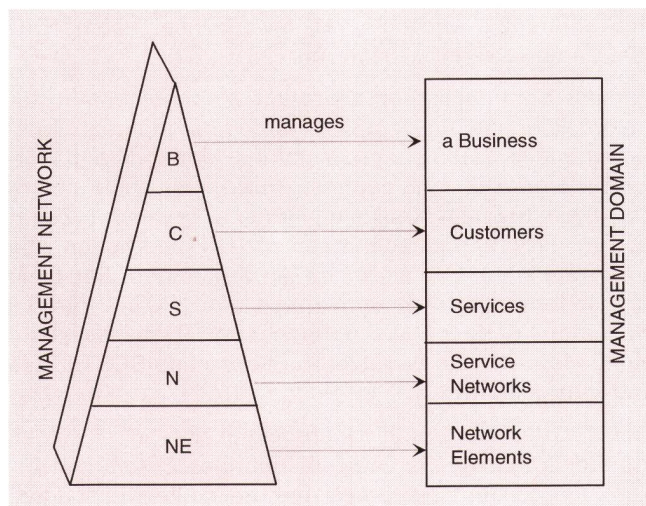 MANAGEMENT NETWORK
manages
B
a Business
C
Customers
S
Services
N
Service
Networks
NE
Network
Elements
MANAGEMENT DOMAIN